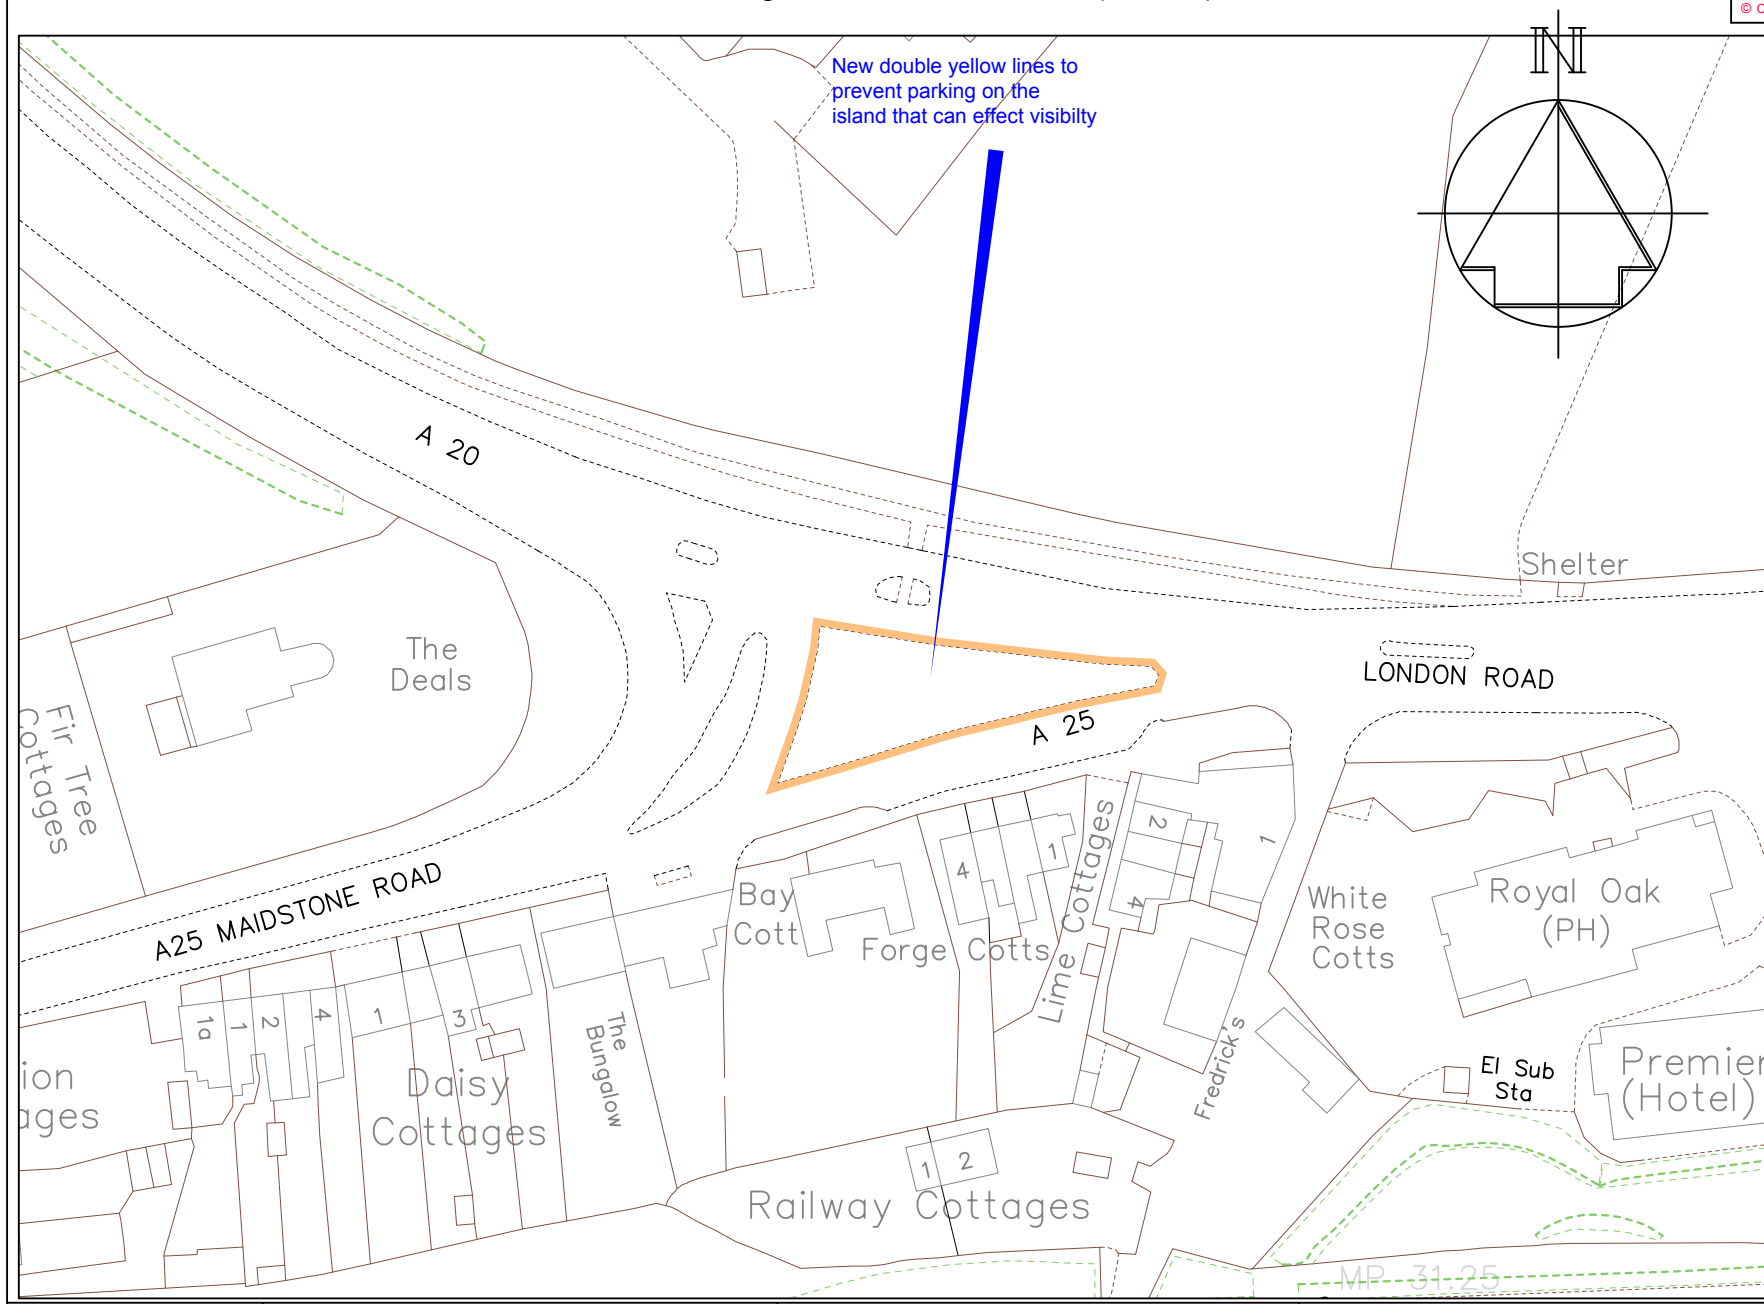 © C
N
New double yellow lines to
prevent parking on the
island that can effect visibilty
A 20
Shelter
The
Deals
LONDON ROAD
A 25
Fir Tree
Cottages
A25 MAIDSTONE ROAD
Bay
Cott
4
1
Forge Cotts
Lime Cottages
2
4
1
White
Rose
Cotts
Royal Oak
(PH)
1a
1
2
4
1
3
The
Bungalow
Daisy
Cottages
Fredrick's
El Sub
Sta
Premier
(Hotel)
ion
ages
1
2
Railway Cottages
MP 31.25